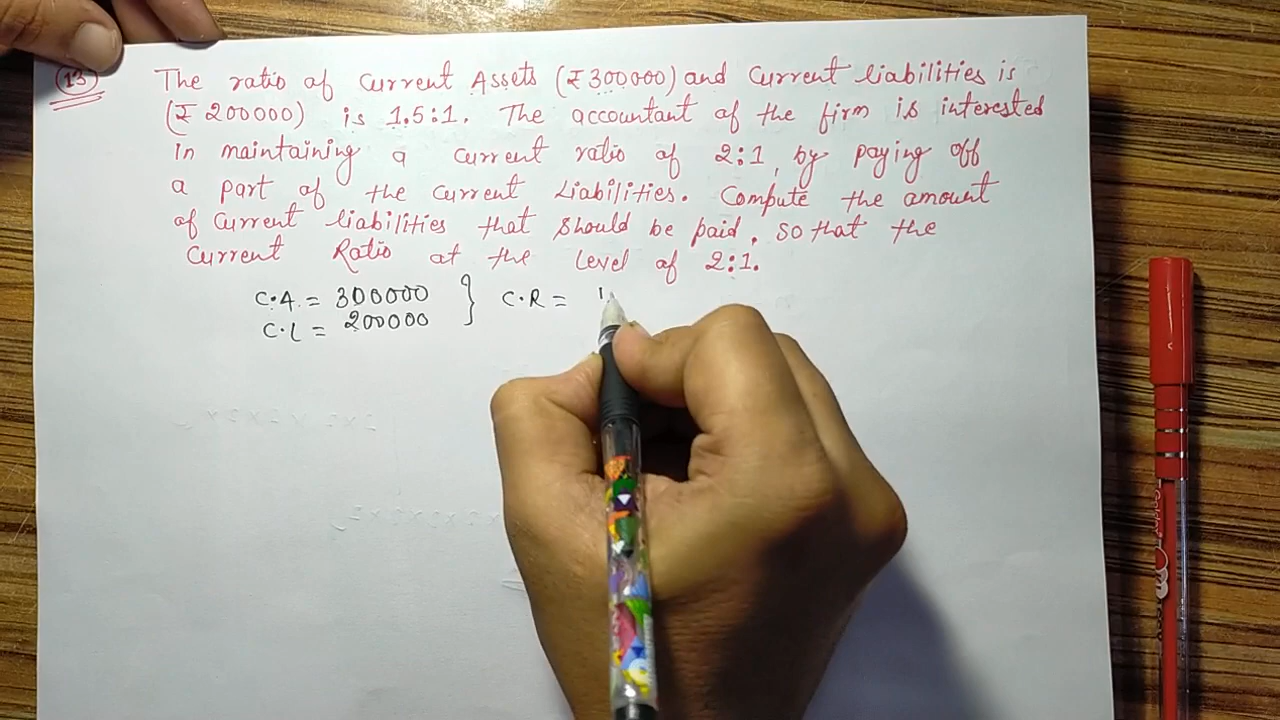 13 The ratio of Current Assets (₹ 300000) and Current liabilities is
(₹ 200000) is 1.5:1. The accountant of the firm is interested
in maintaining a current ratio of 2:1, by paying off
a part of the current Liabilities. Compute the amount
of Current liabilities that should be paid, so that the
Current Ratio at the level of 2:1.
C.A. = 300000 } C.R =
C.L = 200000